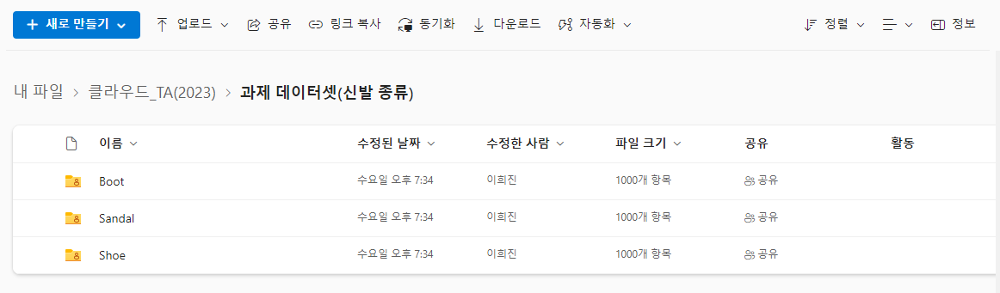 새로 만들기 업로드 공유 링크 복사 동기화 다운로드 자동화 정렬 정보
내 파일 > 클라우드_TA(2023) > 과제 데이터셋(신발 종류)
이름 수정된 날짜 수정한 사람 파일 크기 공유 활동
Boot 수요일 오후 7:34 이희진 1000개 항목 공유
Sandal 수요일 오후 7:34 이희진 1000개 항목 공유
Shoe 수요일 오후 7:34 이희진 1000개 항목 공유